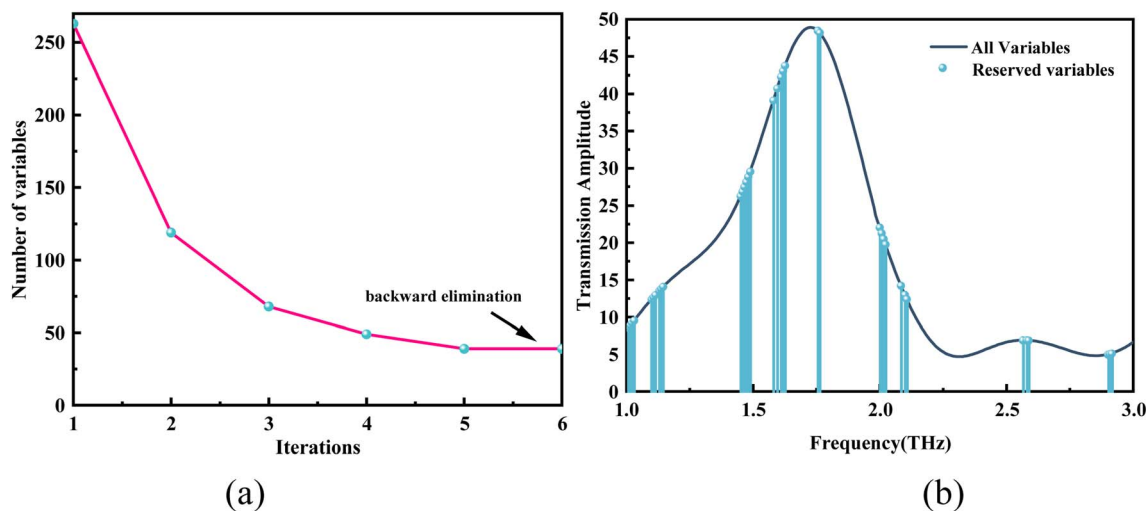 250
200
150
100
50
0
Number of variables
backward elimination
1 2 3 4 5 6
Iterations
(a)
50
45
40
35
30
25
20
15
10
5
0
Transmission Amplitude
All Variables
Reserved variables
1.0 1.5 2.0 2.5 3.0
Frequency(THz)
(b)